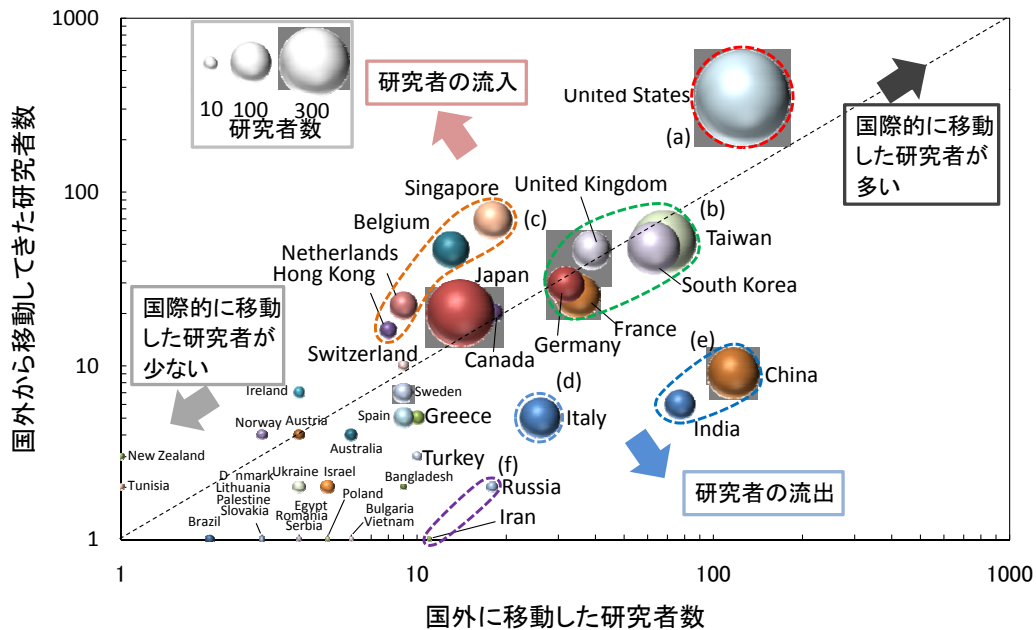 1000
100
10
1
国外から移動してきた研究者数
10 100 300
研究者数
研究者の流入
United States
(a)
国際的に移動
した研究者が
多い
Singapore
United Kingdom
(b)
Belgium
(c)
Taiwan
Netherlands
Hong Kong
Japan
South Korea
国際的に移動
した研究者が
少ない
Canada
Germany
France
Switzerland
(e)
China
Ireland
Sweden
(d)
India
Spain
Greece
Italy
Norway
Austria
Australia
New Zealand
Turkey
(f)
Ukraine
Israel
Bangladesh
Russia
研究者の流出
Tunisia
D nmark
Lithuania
Palestine
Slovakia
Egypt
Romania
Serbia
Poland
Bulgaria
Vietnam
Iran
Brazil
1 10 100 1000
国外に移動した研究者数